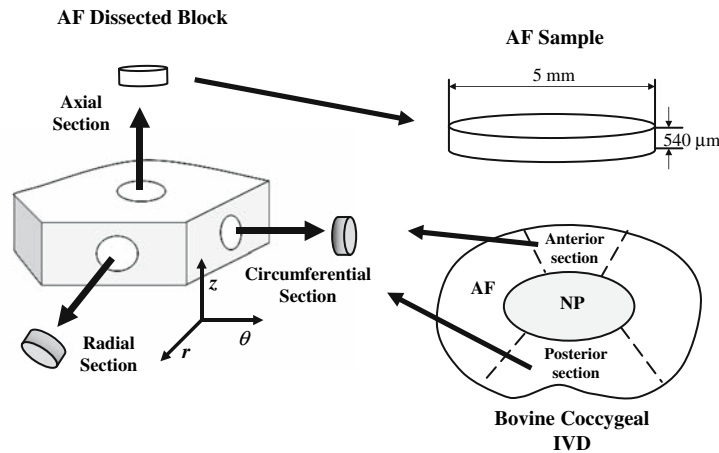 AF Dissected Block
Axial
Section
Circumferential
Section
Radial
Section
z
θ
r
AF Sample
5 mm
540 μm
Anterior
section
AF
NP
Posterior
section
Bovine Coccygeal
IVD